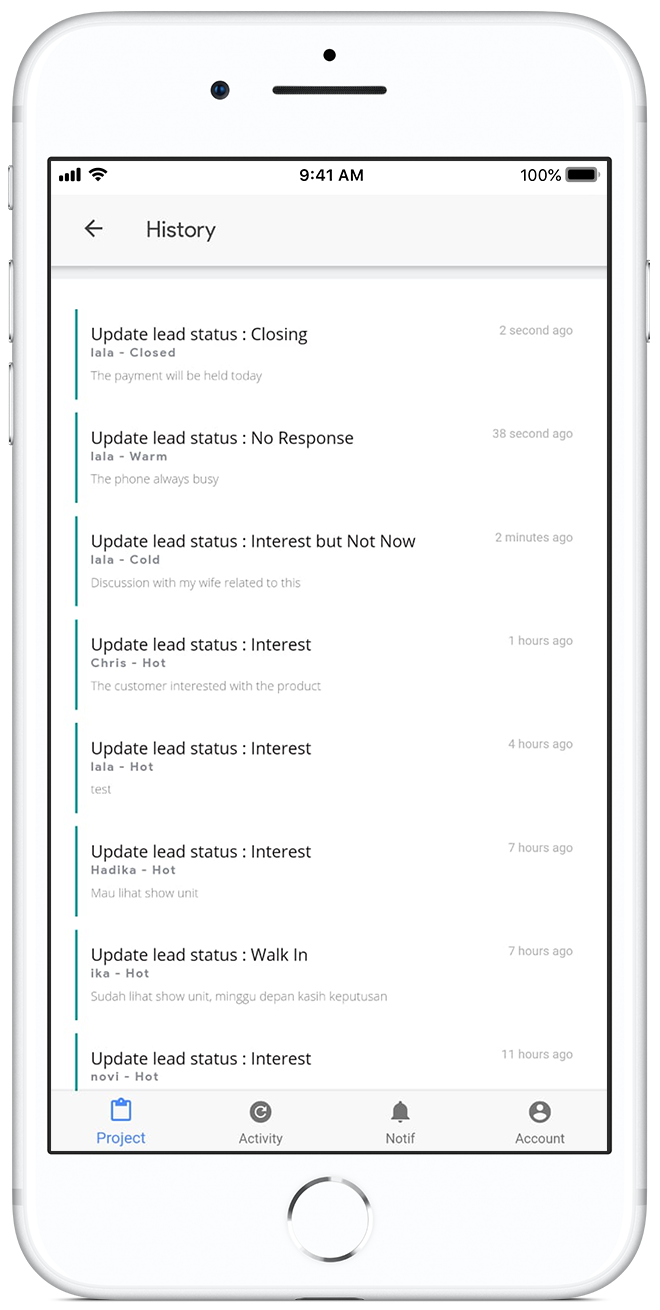 9:41 AM 100%
History
Update lead status : Closing 2 second ago
lala - Closed
The payment will be held today
Update lead status : No Response 38 second ago
lala - Warm
The phone always busy
Update lead status : Interest but Not Now 2 minutes ago
lala - Cold
Discussion with my wife related to this
Update lead status : Interest 1 hours ago
Chris - Hot
The customer interested with the product
Update lead status : Interest 4 hours ago
lala - Hot
test
Update lead status : Interest 7 hours ago
Hadika - Hot
Mau lihat show unit
Update lead status : Walk In 7 hours ago
ika - Hot
Sudah lihat show unit, minggu depan kasih keputusan
Update lead status : Interest 11 hours ago
novi - Hot
Project Activity Notif Account